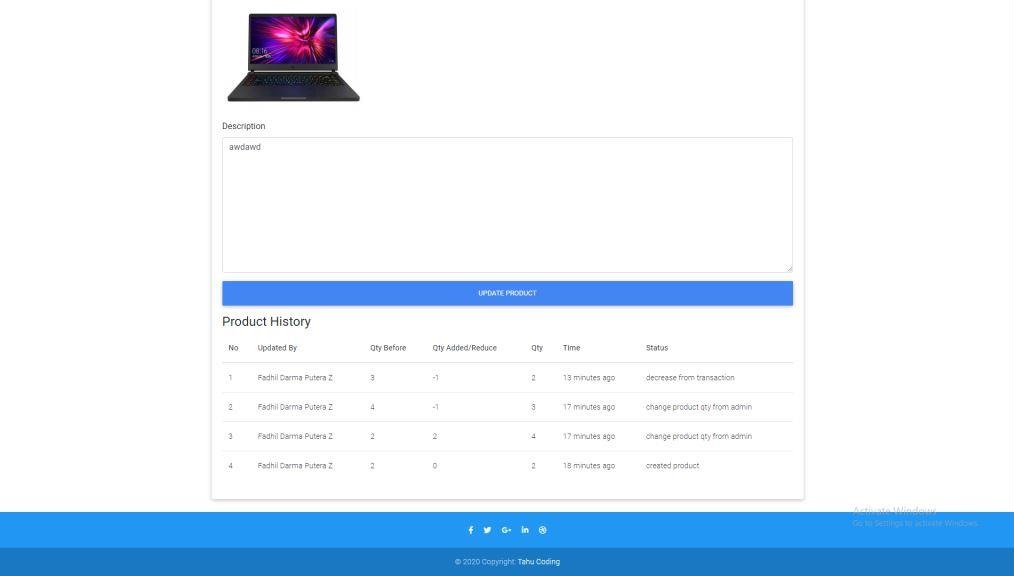 08:16
Description
awdawd
UPDATE PRODUCT
Product History
No Updated By Qty Before Qty Added/Reduce Qty Time Status
1 Fadhil Darma Putera Z 3 -1 2 13 minutes ago decrease from transaction
2 Fadhil Darma Putera Z 4 -1 3 17 minutes ago change product qty from admin
3 Fadhil Darma Putera Z 2 2 4 17 minutes ago change product qty from admin
4 Fadhil Darma Putera Z 2 0 2 18 minutes ago created product
Activate Windows
Go to Settings to activate Windows.
© 2020 Copyright: Tahu Coding